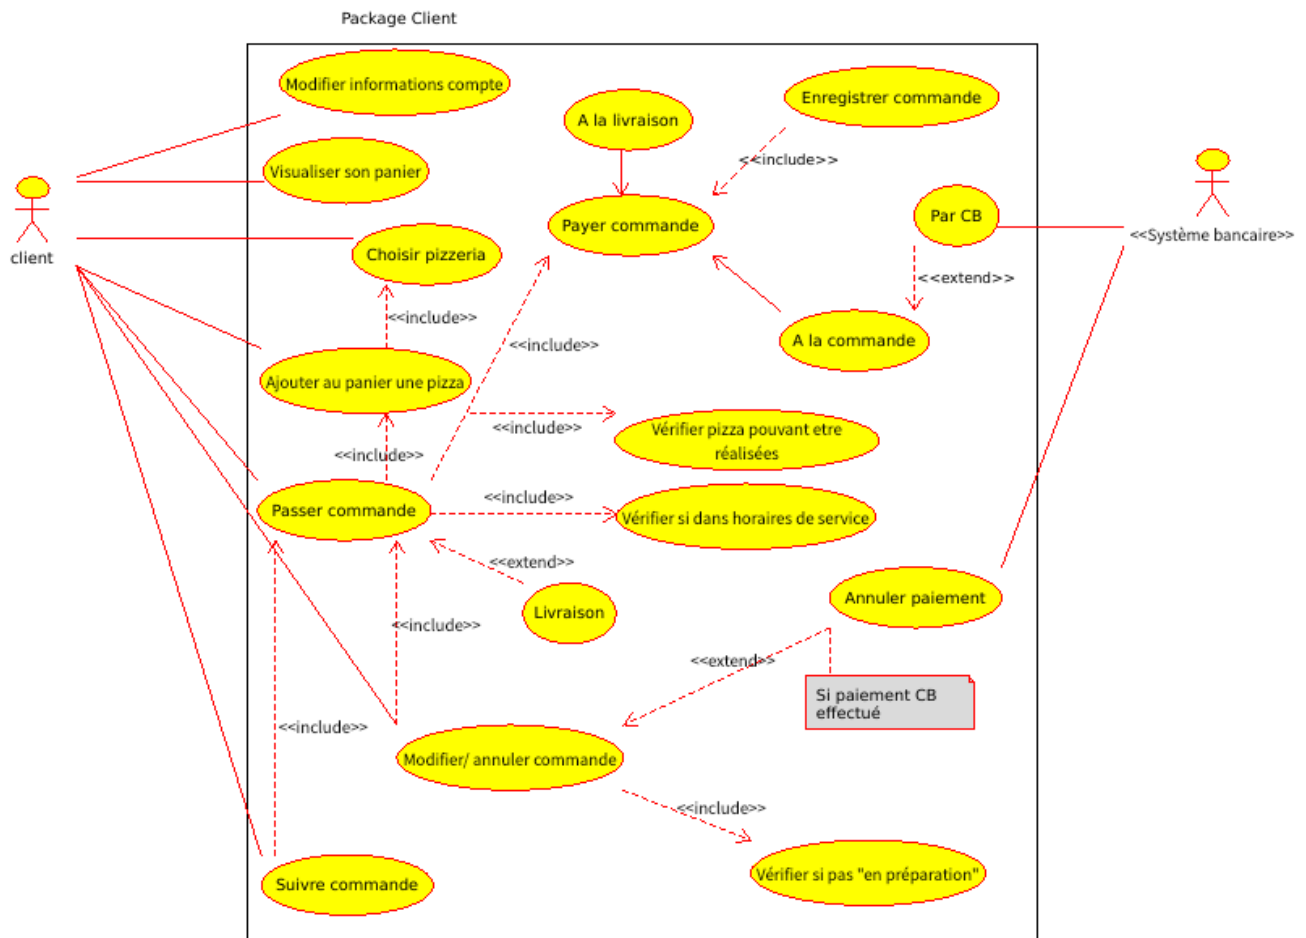 Package Client
Modifier informations compte
Enregistrer commande
A la livraison
<<include>>
Visualiser son panier
Par CB
Payer commande
<<Système bancaire>>
client
Choisir pizzeria
<<extend>>
<<include>>
<<include>>
A la commande
Ajouter au panier une pizza
<<include>>
Vérifier pizza pouvant etre
réalisées
<<include>>
<<include>>
Passer commande
Vérifier si dans horaires de service
<<extend>>
Livraison
Annuler paiement
<<include>>
<<extend>>
Si paiement CB
effectué
<<include>>
Modifier/ annuler commande
<<include>>
Vérifier si pas "en préparation"
Suivre commande